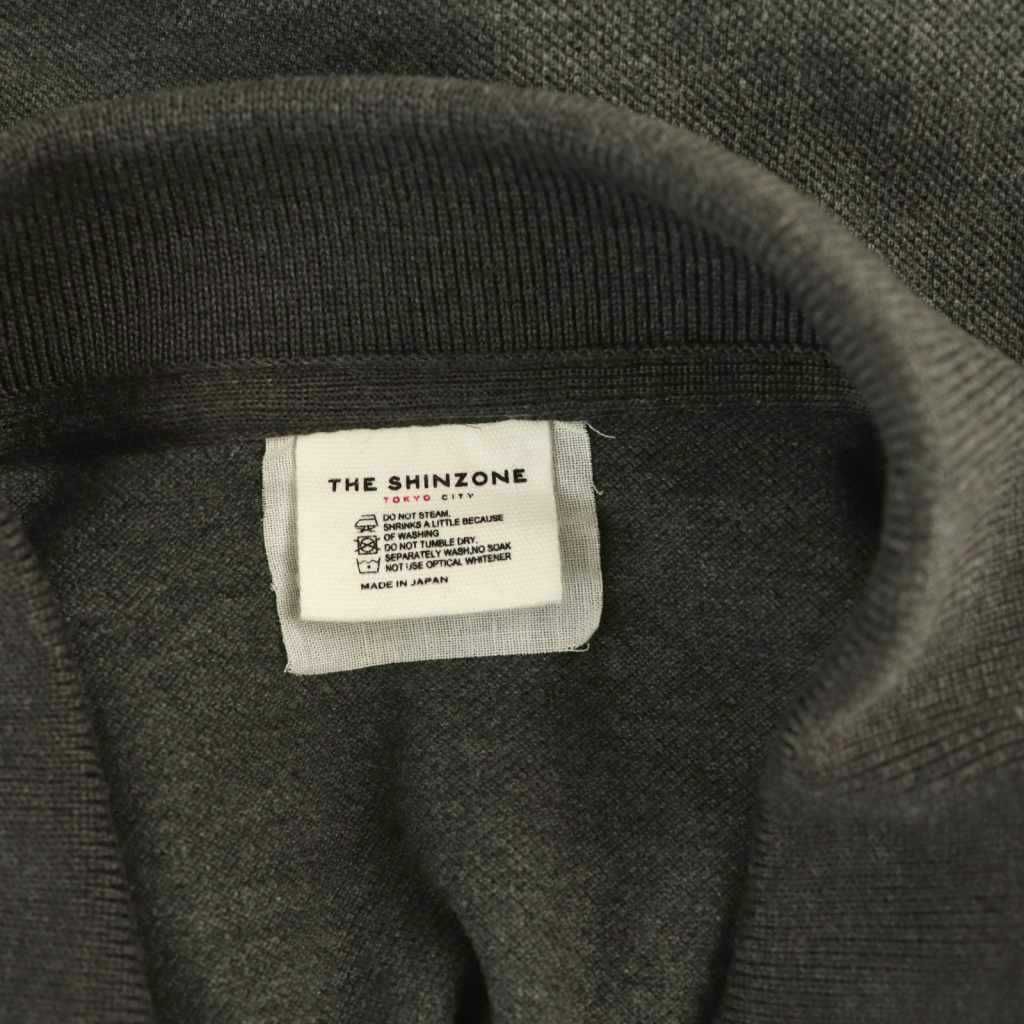 THE SHINZONE
TOKYO CITY
DO NOT STEAM.
SHRINKS A LITTLE BECAUSE
OF WASHING
DO NOT TUMBLE DRY.
SEPARATELY WASH,NO SOAK
NOT USE OPTICAL WHITENER
MADE IN JAPAN